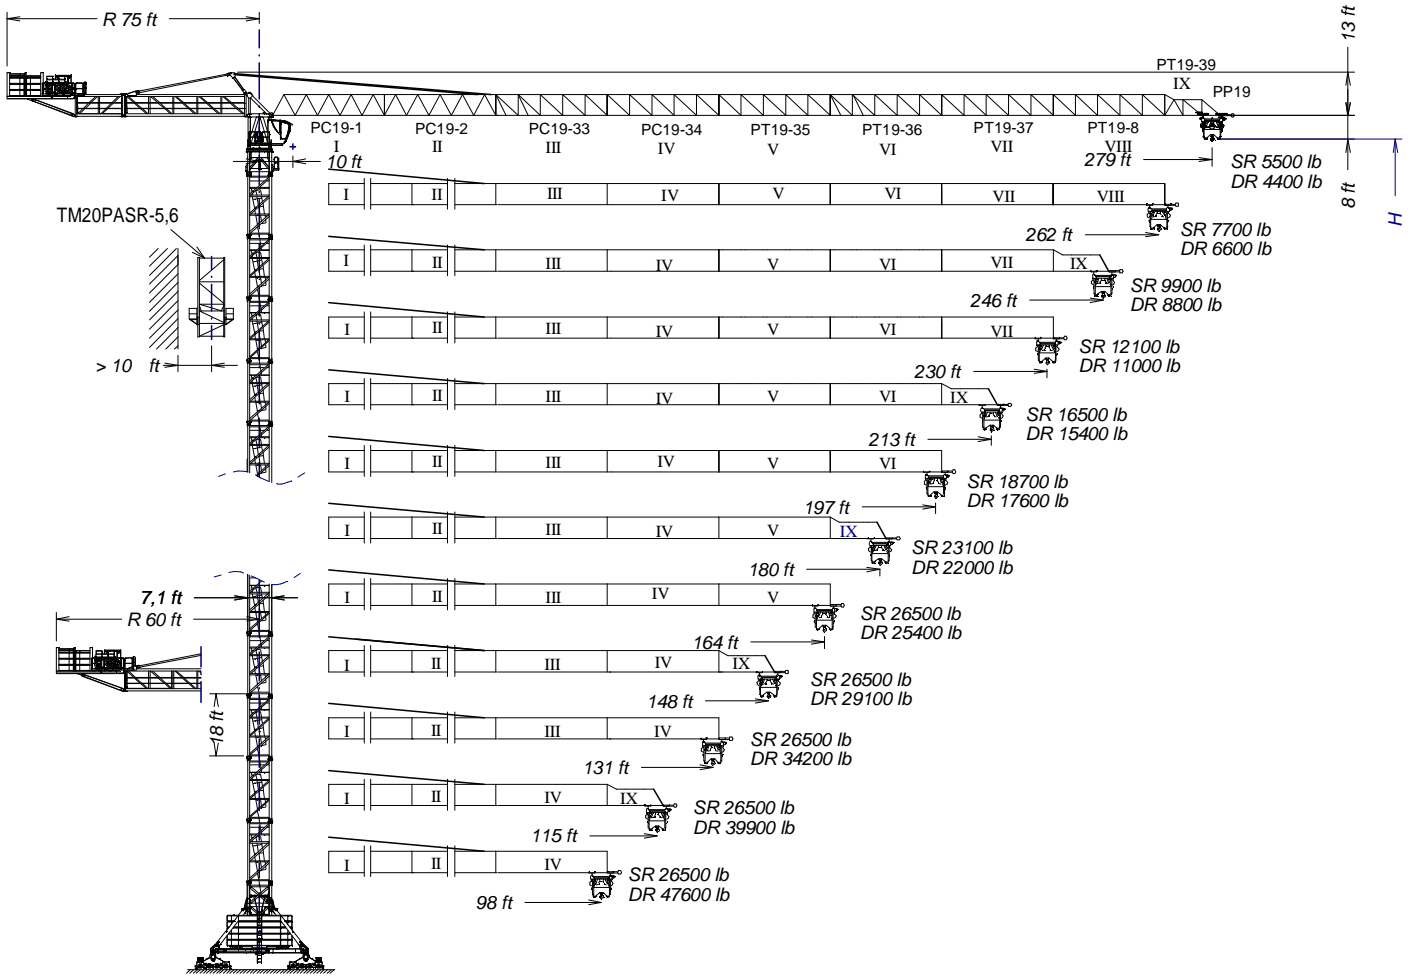 R 75 ft
13 ft
PT19-39
IX
PP19
PC19-1 PC19-2 PC19-33 PC19-34 PT19-35 PT19-36 PT19-37 PT19-8
I II III IV V VI VII VIII
10 ft
279 ft
SR 5500 lb
DR 4400 lb
8 ft
H
I II III IV V VI VII VIII
262 ft
SR 7700 lb
DR 6600 lb
TM20PASR-5,6
I II III IV V VI VII IX
246 ft
SR 9900 lb
DR 8800 lb
I II III IV V VI VII
230 ft
SR 12100 lb
DR 11000 lb
> 10 ft
I II III IV V VI IX
213 ft
SR 16500 lb
DR 15400 lb
I II III IV V VI
197 ft
SR 18700 lb
DR 17600 lb
I II III IV V IX
180 ft
SR 23100 lb
DR 22000 lb
7,1 ft
R 60 ft
I II III IV V
164 ft
SR 26500 lb
DR 25400 lb
I II III IV IX
148 ft
SR 26500 lb
DR 29100 lb
18 ft
I II III IV
131 ft
SR 26500 lb
DR 34200 lb
I II IV IX
115 ft
SR 26500 lb
DR 39900 lb
I II IV
98 ft
SR 26500 lb
DR 47600 lb